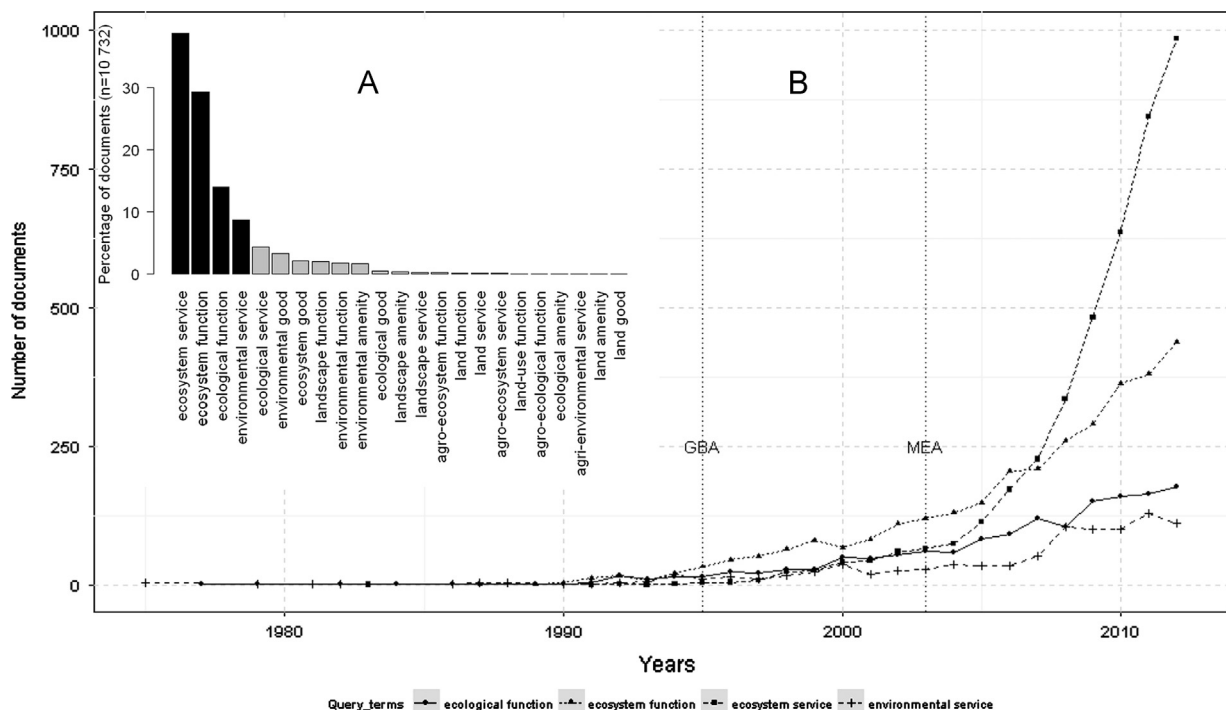 A
B
Percentage of documents (n=10 732)
30
20
10
0
ecosystem service
ecosystem function
ecological function
environmental service
ecological service
environmental good
ecosystem good
landscape function
environmental function
environmental amenity
ecological good
landscape amenity
landscape service
agro-ecosystem function
land function
land service
agro-ecosystem service
land-use function
agro-ecological function
ecological amenity
agri-environmental service
land amenity
land good
Number of documents
1000
750
500
250
0
GBA
MEA
1980
1990
2000
2010
Years
Query_terms ecological function ecosystem function ecosystem service environmental service